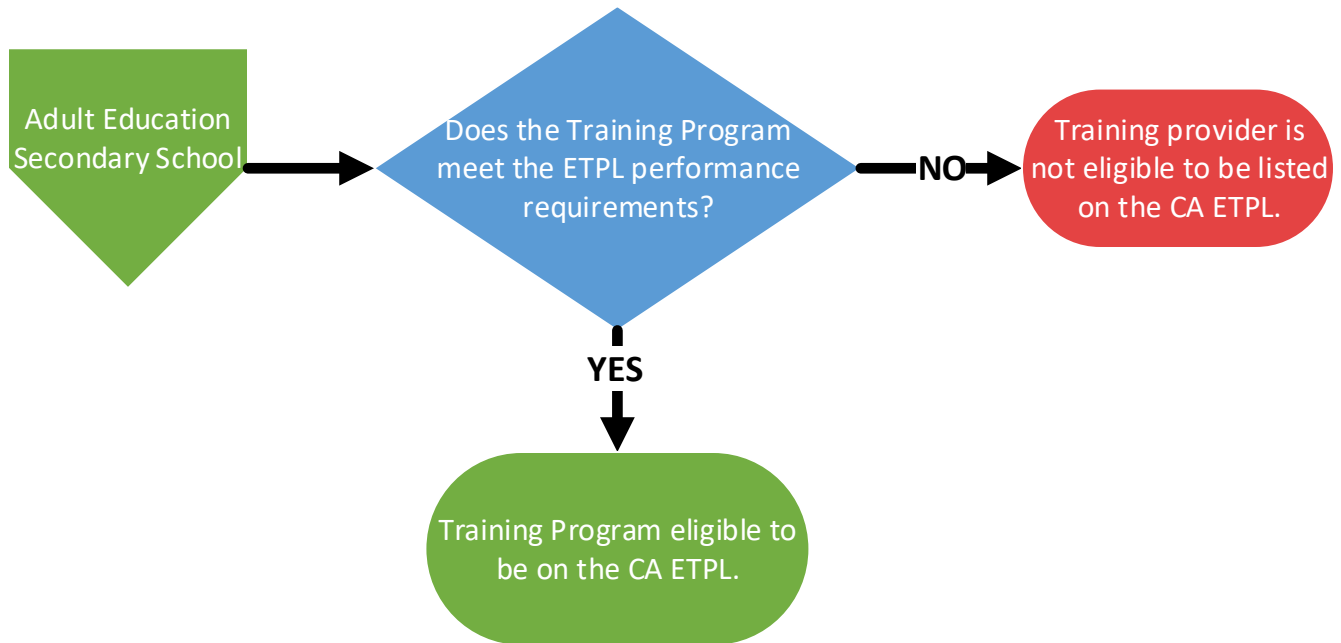 Adult Education
Secondary School
Does the Training Program
meet the ETPL performance
requirements?
NO
Training provider is
not eligible to be listed
on the CA ETPL.
YES
Training Program eligible to
be on the CA ETPL.